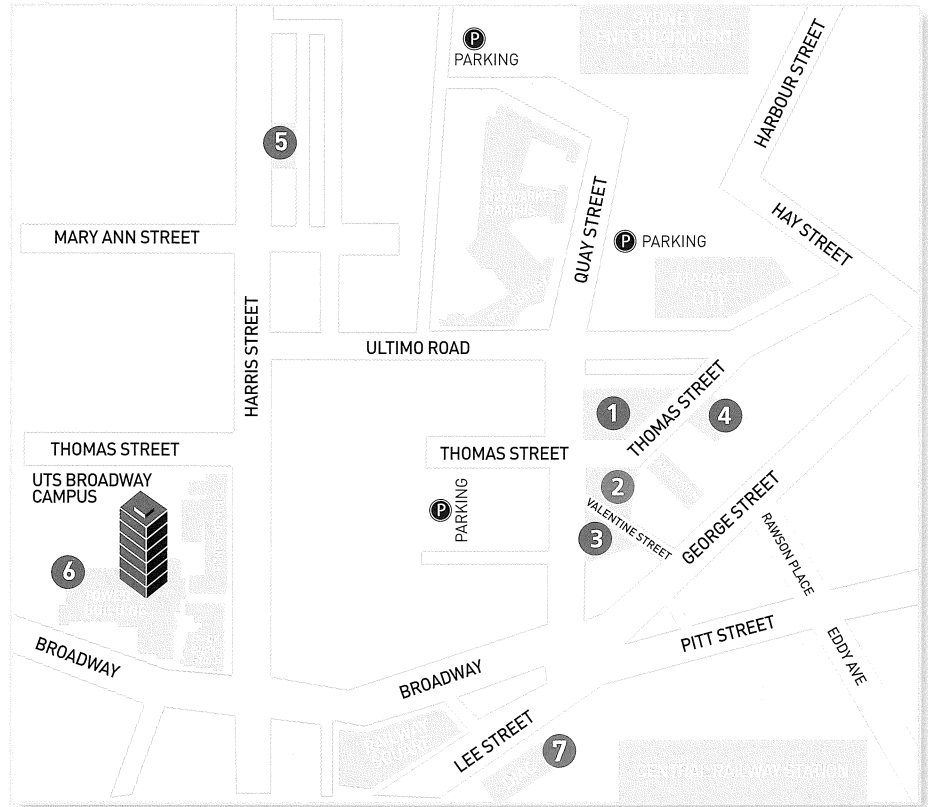 SYDNEY
ENTERTAINMENT
CENTRE
P
PARKING
HARBOUR STREET
5
UTS
HAYMARKET
CAMPUS
QUAY STREET
HAY STREET
MARY ANN STREET
P PARKING
MARKET
CITY
HARRIS STREET
ULTIMO ROAD
1
THOMAS STREET
4
THOMAS STREET
THOMAS STREET
UTS BROADWAY
CAMPUS
2
P PARKING
VALENTINE STREET
GEORGE STREET
3
RAWSON PLACE
6
TOWER
BUILDING
PITT STREET
EDDY AVE
BROADWAY
BROADWAY
RAILWAY
SQUARE
LEE STREET
7
CENTRAL RAILWAY STATION